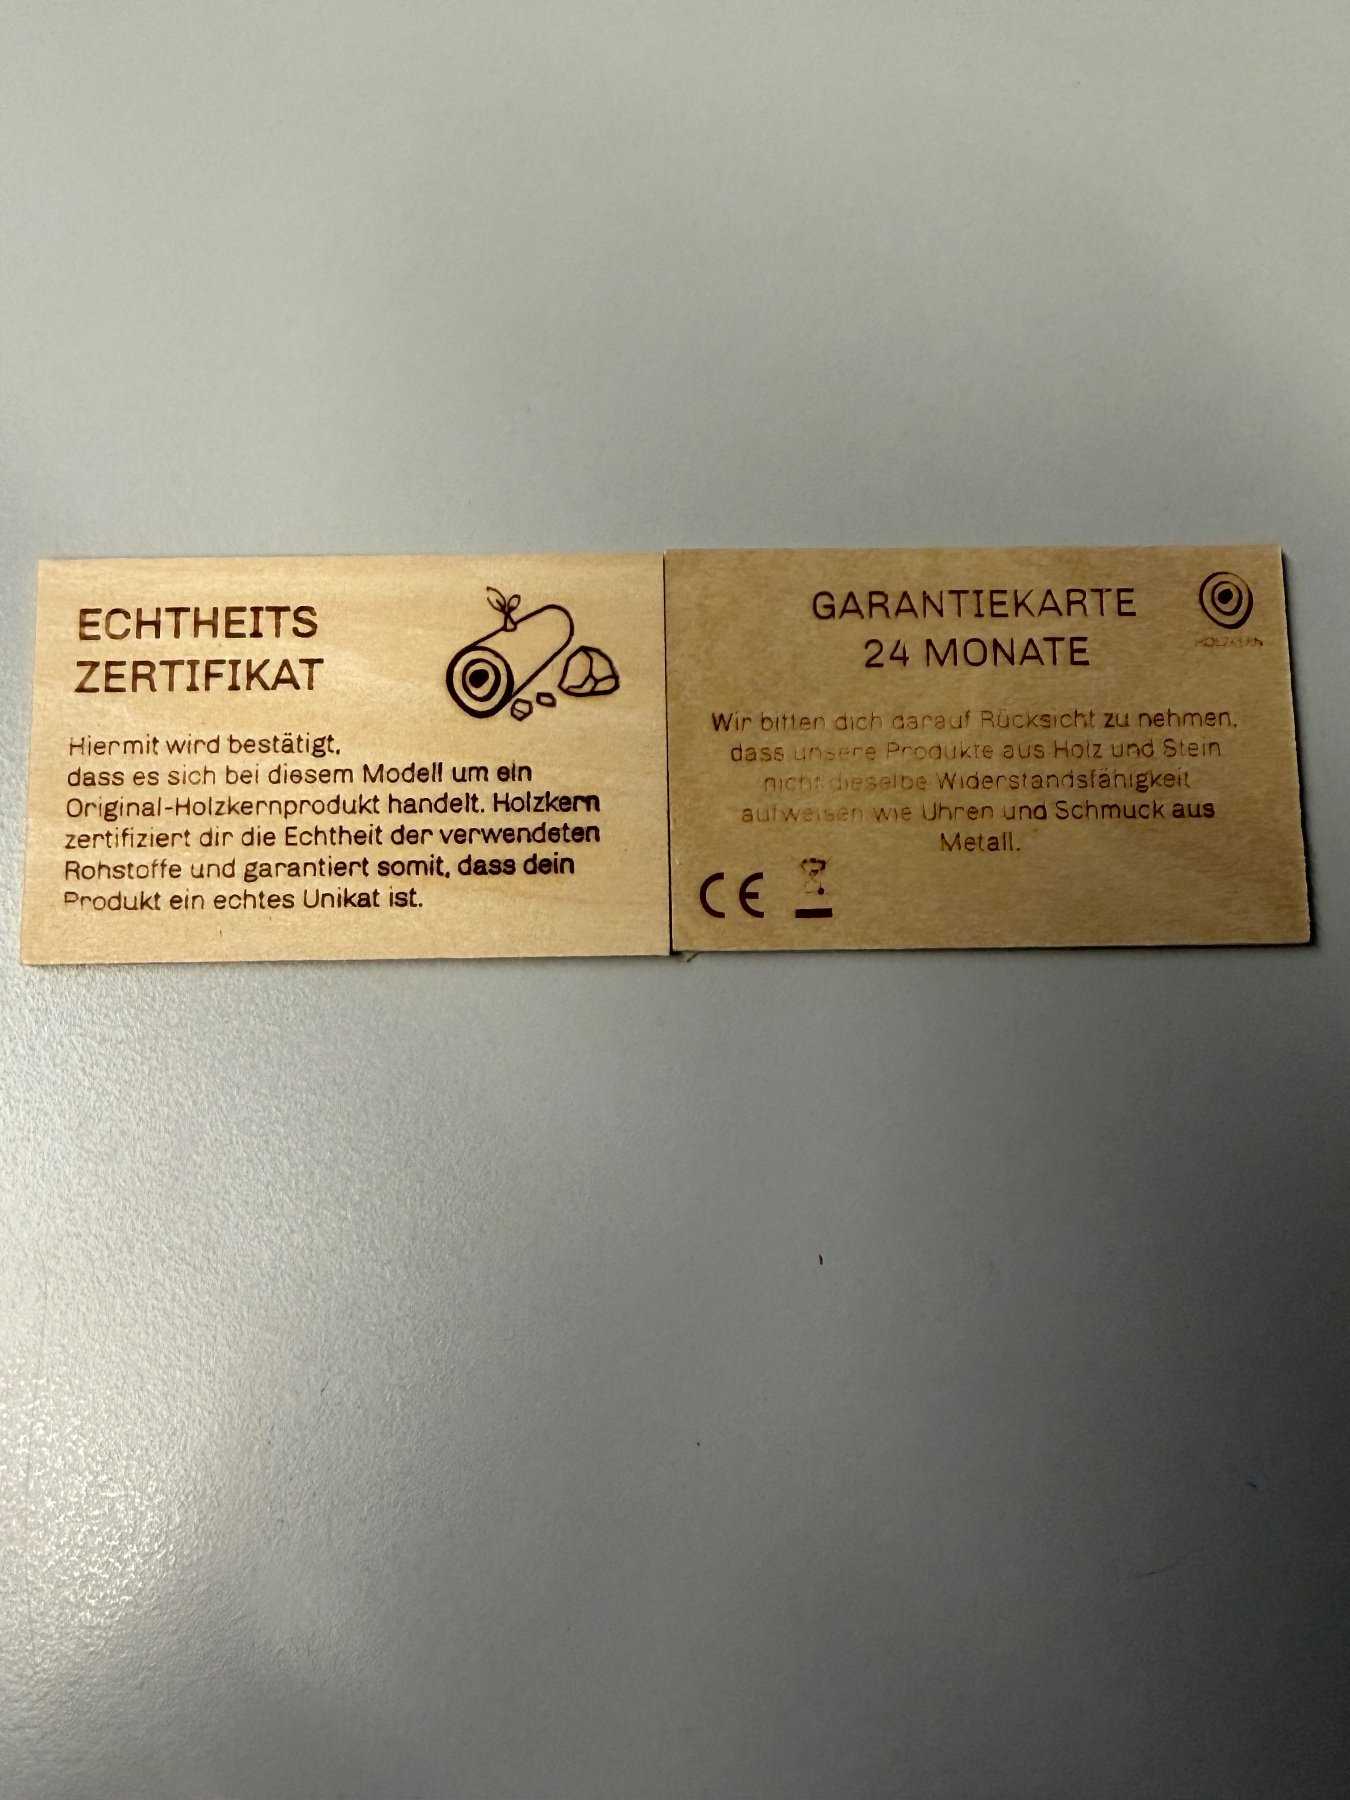 ECHTHEITS
ZERTIFIKAT
Hiermit wird bestätigt,
dass es sich bei diesem Modell um ein
Original-Holzkernprodukt handelt. Holzkern
zertifiziert dir die Echtheit der verwendeten
Rohstoffe und garantiert somit, dass dein
Produkt ein echtes Unikat ist.
GARANTIEKARTE
24 MONATE
HOLZKERN
Wir bitten dich darauf Rücksicht zu nehmen,
dass unsere Produkte aus Holz und Stein
nicht dieselbe Widerstandsfähigkeit
aufweisen wie Uhren und Schmuck aus
Metall.
CE